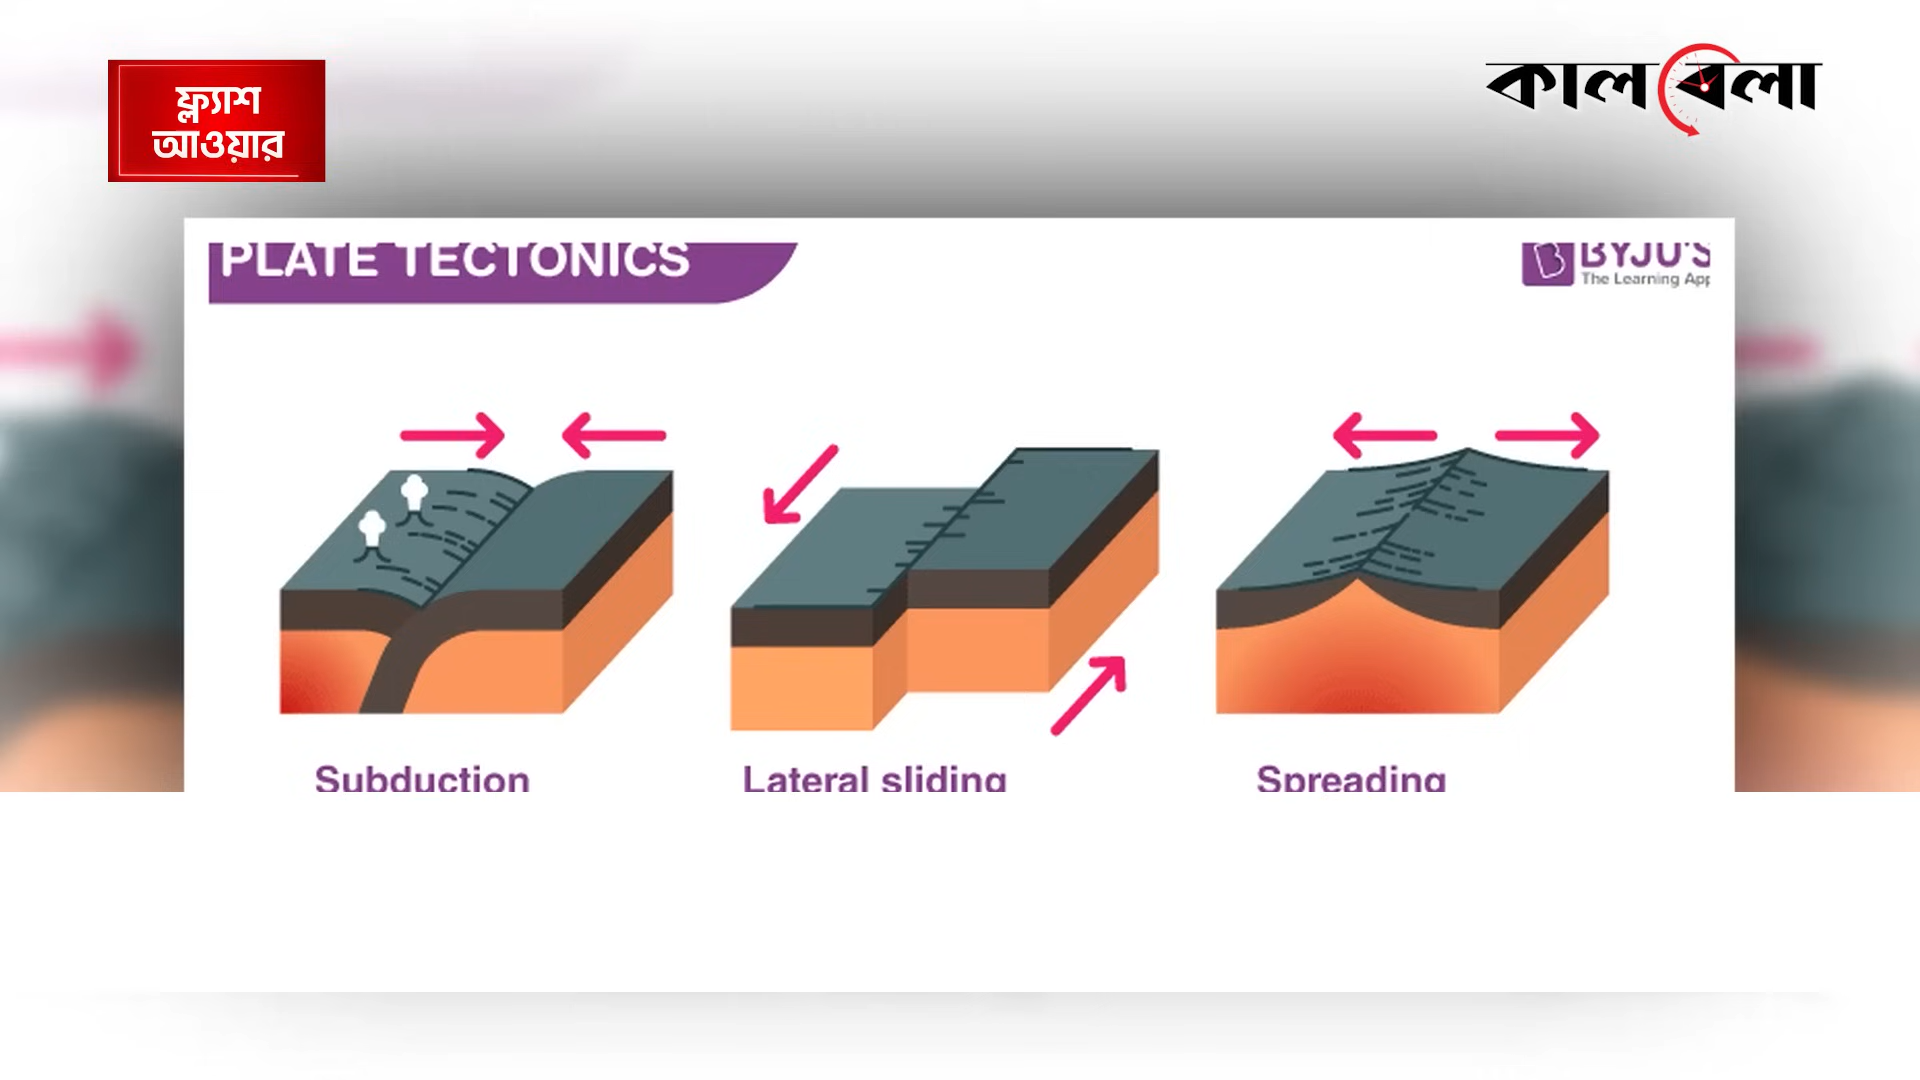 ফ্ল্যাশ
আওয়ার
কালবেলা
PLATE TECTONICS
BYJU'S
The Learning App
Subduction
Lateral sliding
Spreading